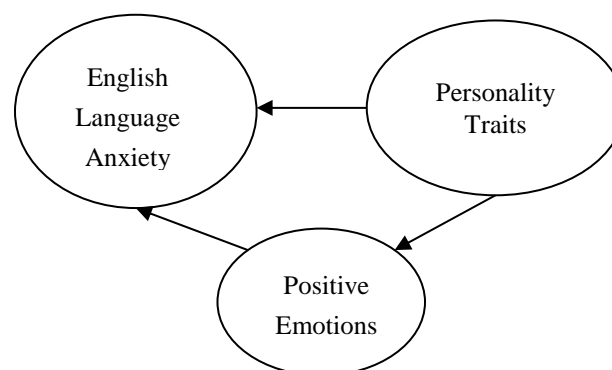 English
Language
Anxiety
Personality
Traits
Positive
Emotions